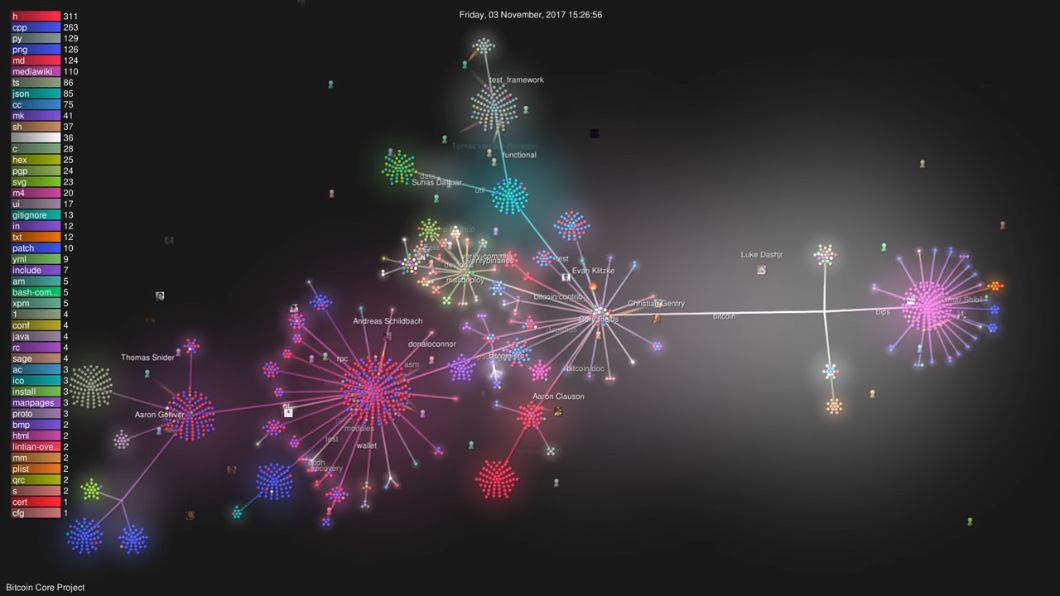 Friday, 03 November, 2017 15:26:56
h 311
cpp 263
py 129
png 126
md 124
mediawiki 110
ts 86
json 85
cc 75
mk 41
sh 37
36
c 28
hex 25
pgp 24
svg 23
m4 20
ui 17
gitignore 13
in 12
txt 12
patch 10
yml 9
include 7
am 5
bash-com... 5
xpm 5
1 4
conf 4
java 4
rc 4
sage 4
ac 3
ico 3
install 3
manpages 3
proto 3
bmp 2
html 2
lintian-ove... 2
mm 2
plist 2
qrc 2
s 2
cert 1
cfg 1
test_framework
functional
data
Suhas Daftuar
util
test
Evan Klitzke
Luke Dashjr
bitcoin/contrib
Christian Gentry
bitcoin
bips
Andreas Schildbach
donaloconnor
Thomas Snider
rpc
asm
bitcoin/doc
Aaron Clauson
Aaron Golliver
modules
test
wallet
recovery
Bitcoin Core Project